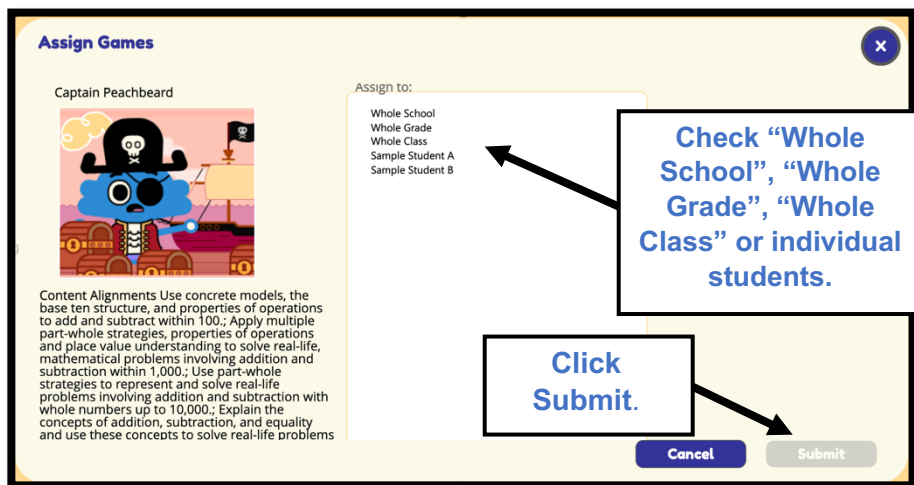 Assign Games
Captain Peachbeard
Content Alignments Use concrete models, the
base ten structure, and properties of operations
to add and subtract within 100.; Apply multiple
part-whole strategies, properties of operations
and place value understanding to solve real-life,
mathematical problems involving addition and
subtraction within 1,000.; Use part-whole
strategies to represent and solve real-life
problems involving addition and subtraction with
whole numbers up to 10,000.; Explain the
concepts of addition, subtraction, and equality
and use these concepts to solve real-life problems
Assign to:
Whole School
Whole Grade
Whole Class
Sample Student A
Sample Student B
Check “Whole
School”, “Whole
Grade”, “Whole
Class” or individual
students.
Click
Submit.
Cancel
Submit